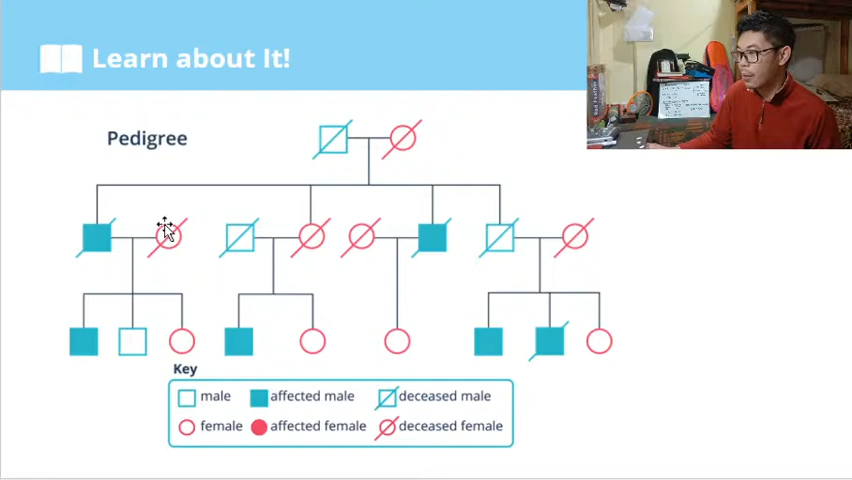 Learn about It!
Pedigree
Key
male affected male deceased male
female affected female deceased female